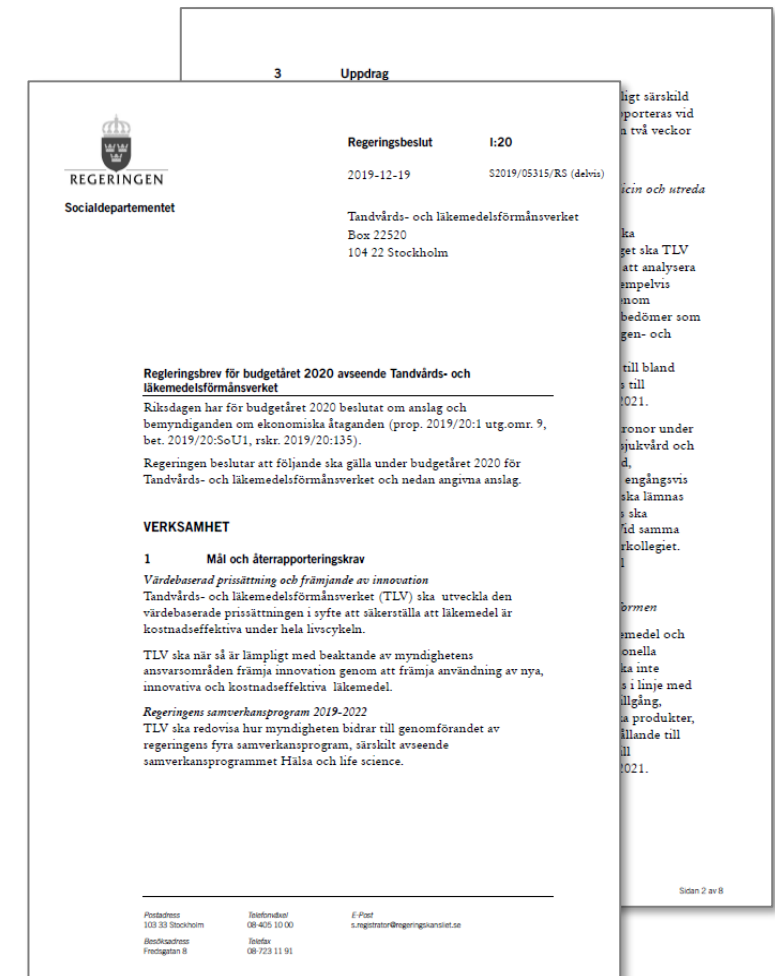 3 Uppdrag
REGERINGEN
Socialdepartementet
Regeringsbeslut I:20
2019-12-19 S2019/05315/RS (delvis)
Tandvårds- och läkemedelsförmånsverket
Box 22520
104 22 Stockholm
Regleringsbrev för budgetåret 2020 avseende Tandvårds- och
läkemedelsförmånsverket
Riksdagen har för budgetåret 2020 beslutat om anslag och
bemyndiganden om ekonomiska åtaganden (prop. 2019/20:1 utg.omr. 9,
bet. 2019/20:SoU1, rskr. 2019/20:135).
Regeringen beslutar att följande ska gälla under budgetåret 2020 för
Tandvårds- och läkemedelsförmånsverket och nedan angivna anslag.
VERKSAMHET
1 Mål och återrapporteringskrav
Värdebaserad prissättning och främjande av innovation
Tandvårds- och läkemedelsförmånsverket (TLV) ska utveckla den
värdebaserade prissättningen i syfte att säkerställa att läkemedel är
kostnadseffektiva under hela livscykeln.
TLV ska när så är lämpligt med beaktande av myndighetens
ansvarsområden främja innovation genom att främja användning av nya,
innovativa och kostnadseffektiva läkemedel.
Regeringens samverkansprogram 2019-2022
TLV ska redovisa hur myndigheten bidrar till genomförandet av
regeringens fyra samverkansprogram, särskilt avseende
samverkansprogrammet Hälsa och life science.
Postadress Telefonväxel E-Post
103 33 Stockholm 08-405 10 00 s.registrator@regeringskansliet.se
Besöksadress Telefax
Fredsgatan 8 08-723 11 91
ligt särskild
pporteras vid
n två veckor
icin och utreda
ka
get ska TLV
att analysera
empelvis
nom
bedömer som
gen- och
till bland
s till
2021.
ronor under
sjukvård och
d,
engångsvis
ska lämnas
s ska
Vid samma
rkollegiet.
formen
emedel och
onella
ka inte
s i linje med
illgång,
a produkter,
ållande till
ill
2021.
Sidan 2 av 8